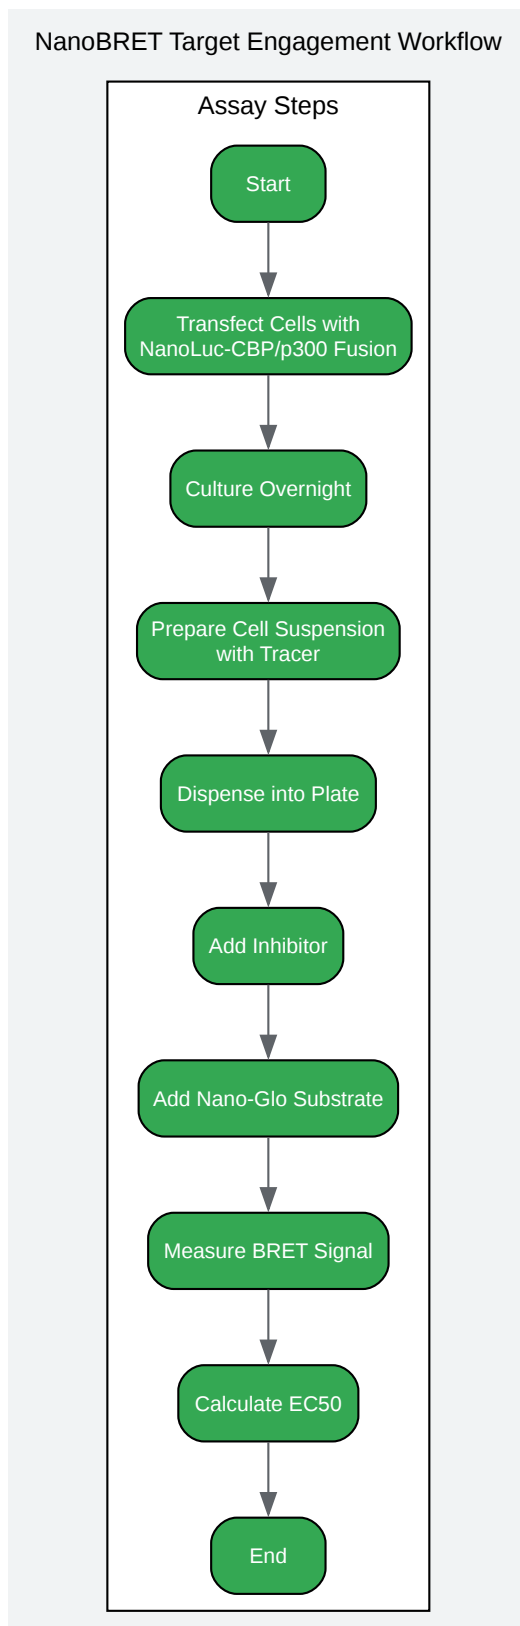 NanoBRET Target Engagement Workflow
Assay Steps
Start
Transfect Cells with
NanoLuc-CBP/p300 Fusion
Culture Overnight
Prepare Cell Suspension
with Tracer
Dispense into Plate
Add Inhibitor
Add Nano-Glo Substrate
Measure BRET Signal
Calculate EC50
End